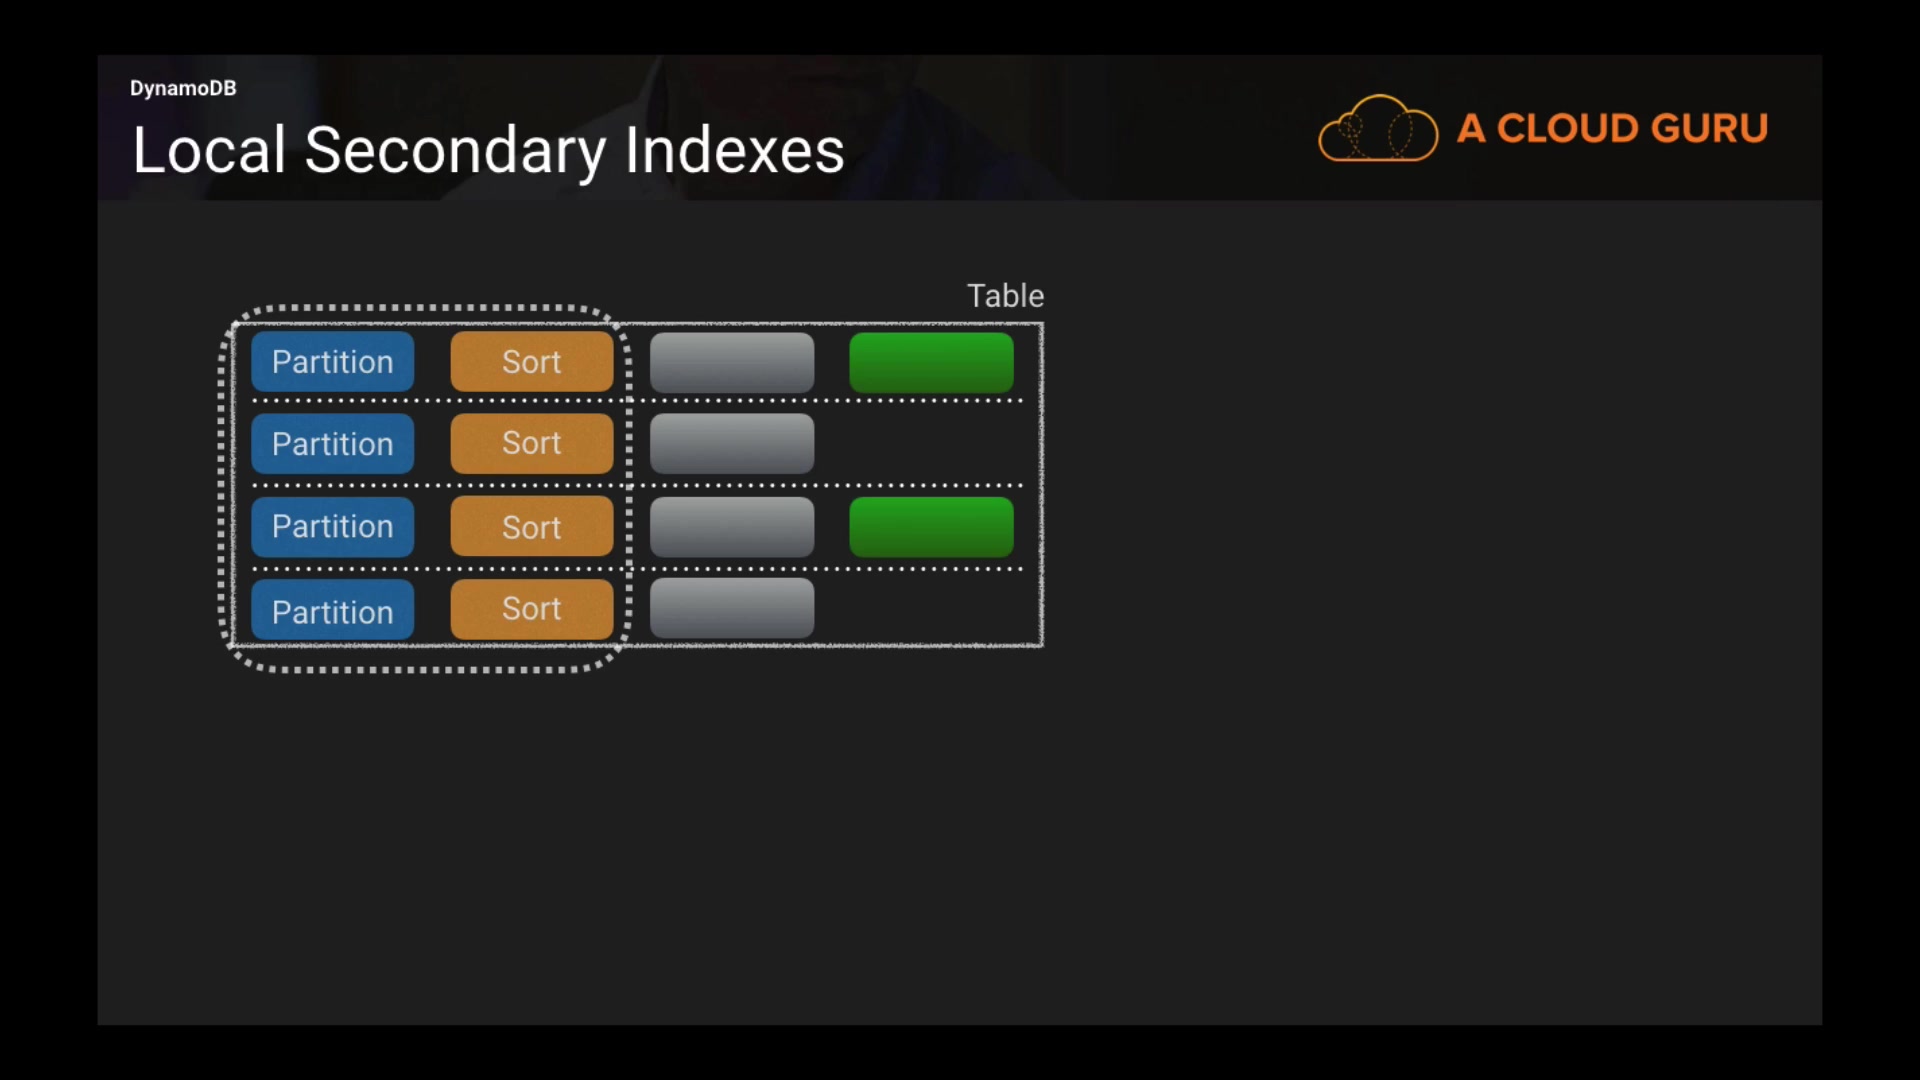 DynamoDB
Local Secondary Indexes
A CLOUD GURU
Table
Partition Sort
Partition Sort
Partition Sort
Partition Sort